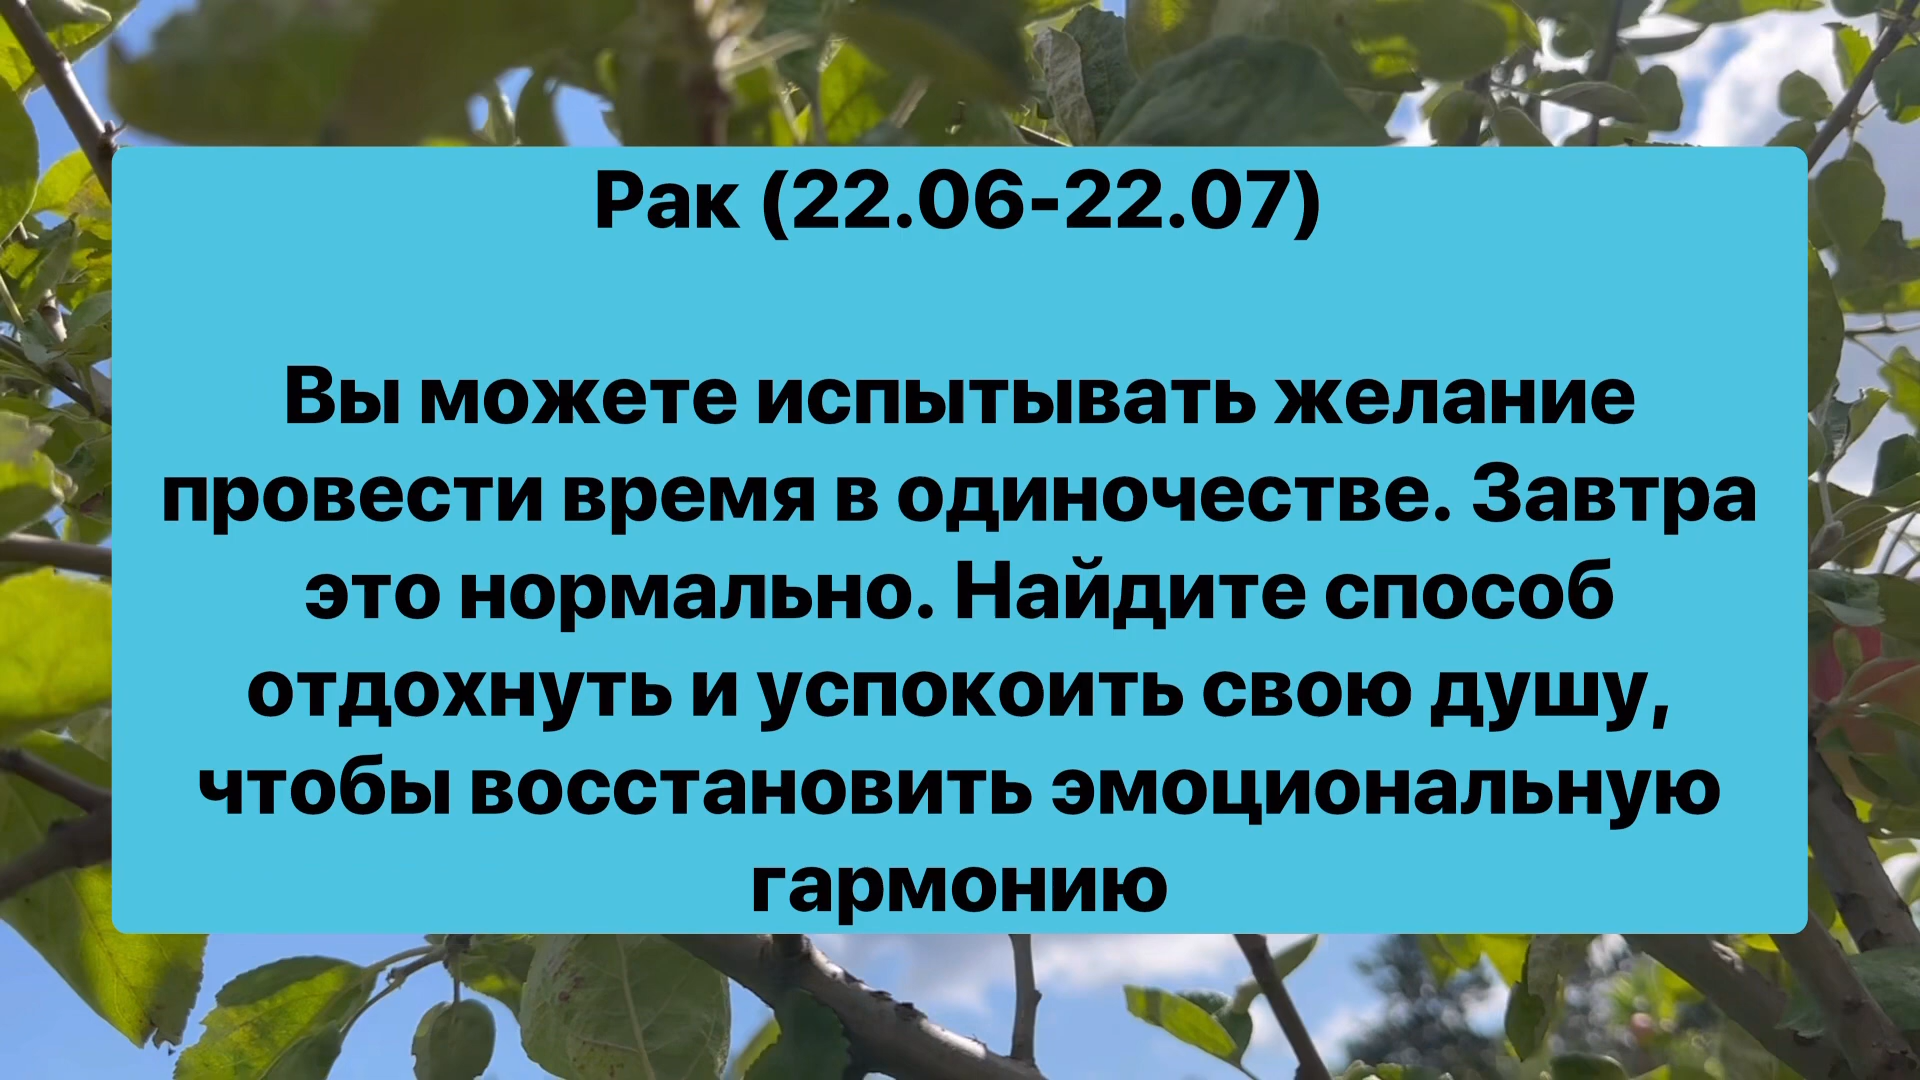 Рак (22.06-22.07)
Вы можете испытывать желание
провести время в одиночестве. Завтра
это нормально. Найдите способ
отдохнуть и успокоить свою душу,
чтобы восстановить эмоциональную
гармонию